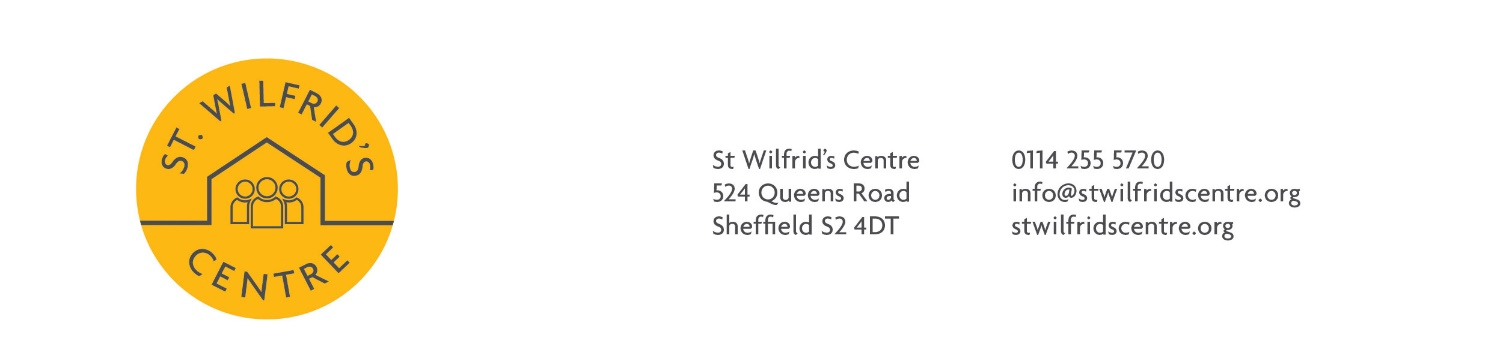 ST. WILFRID'S
CENTRE
St Wilfrid's Centre
524 Queens Road
Sheffield S2 4DT
0114 255 5720
info@stwilfridscentre.org
stwilfridscentre.org